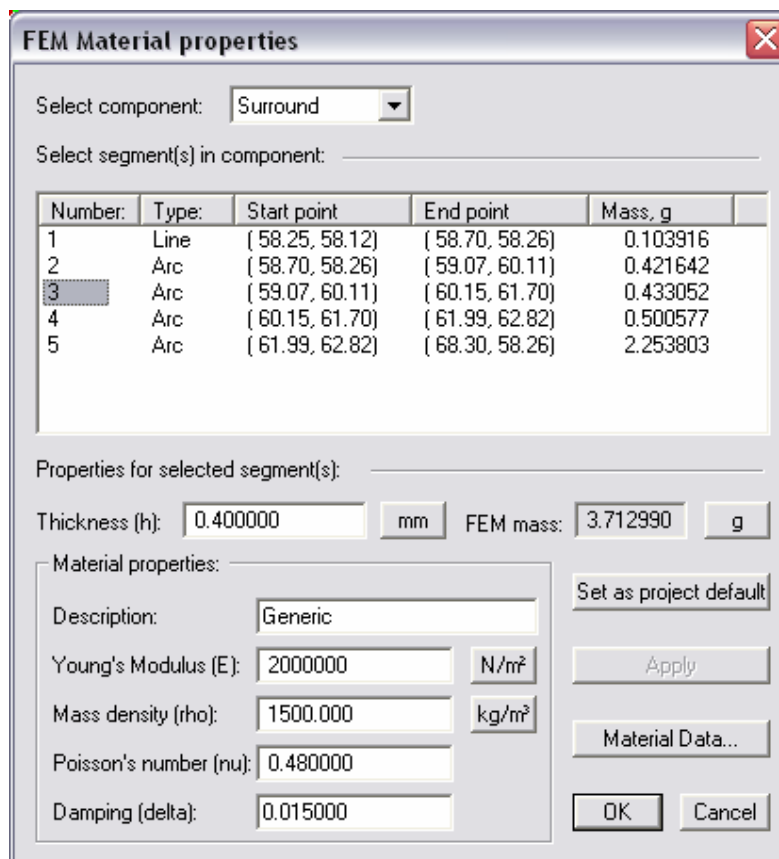 FEM Material properties
Select component: Surround
Select segment(s) in component:
Number: Type: Start point End point Mass, g
1 Line ( 58.25, 58.12) ( 58.70, 58.26) 0.103916
2 Arc ( 58.70, 58.26) ( 59.07, 60.11) 0.421642
3 Arc ( 59.07, 60.11) ( 60.15, 61.70) 0.433052
4 Arc ( 60.15, 61.70) ( 61.99, 62.82) 0.500577
5 Arc ( 61.99, 62.82) ( 68.30, 58.26) 2.253803
Properties for selected segment(s):
Thickness (h): 0.400000 mm FEM mass: 3.712990 g
Material properties:
Set as project default
Description: Generic
Young's Modulus (E): 2000000 N/m² Apply
Mass density (rho): 1500.000 kg/m³
Material Data...
Poisson's number (nu): 0.480000
Damping (delta): 0.015000 OK Cancel